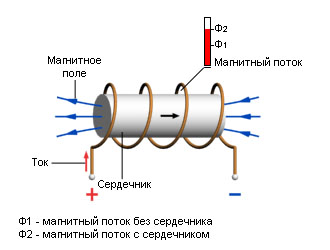 Ф2
Ф1
Магнитное
поле
Магнитный поток
Ток
Сердечник
+
−
Ф1 - магнитный поток без сердечника
Ф2 - магнитный поток с сердечником